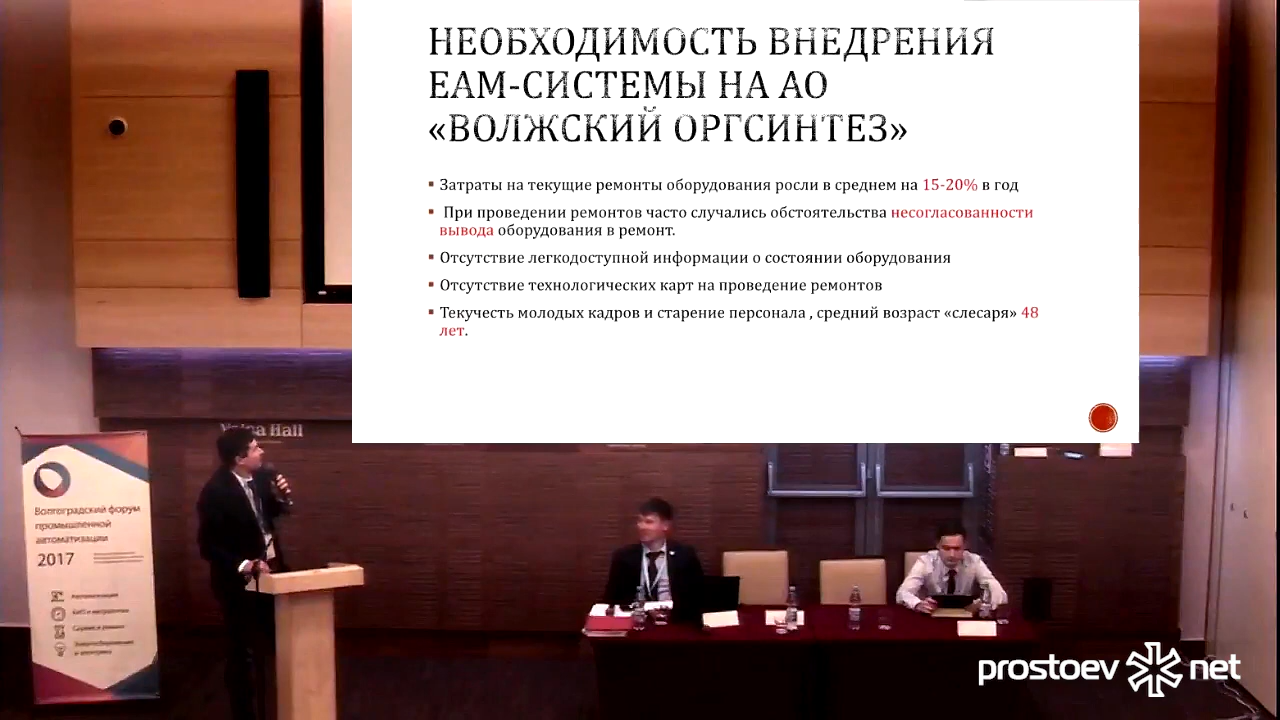 НЕОБХОДИМОСТЬ ВНЕДРЕНИЯ
ЕАМ-СИСТЕМЫ НА АО
«ВОЛЖСКИЙ ОРГСИНТЕЗ»
▪ Затраты на текущие ремонты оборудования росли в среднем на 15-20% в год
▪ При проведении ремонтов часто случались обстоятельства несогласованности
вывода оборудования в ремонт.
▪ Отсутствие легкодоступной информации о состоянии оборудования
▪ Отсутствие технологических карт на проведение ремонтов
▪ Текучесть молодых кадров и старение персонала , средний возраст «слесаря» 48
лет.
Hall
Волгоградский форум
промышленной
автоматизации
2017
Автоматизация
prostoev net